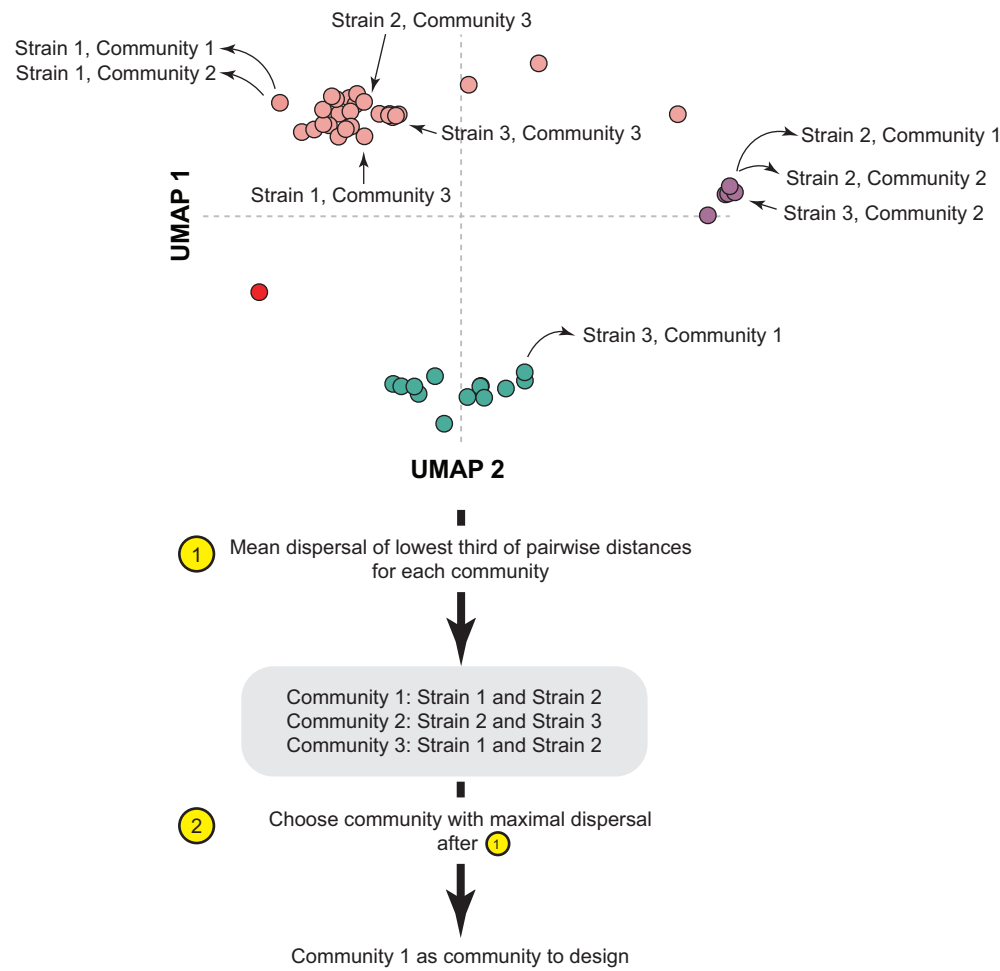 Strain 2, Community 3
Strain 1, Community 1
Strain 1, Community 2
Strain 3, Community 3
Strain 2, Community 1
Strain 2, Community 2
Strain 1, Community 3
Strain 3, Community 2
UMAP 1
Strain 3, Community 1
UMAP 2
1
Mean dispersal of lowest third of pairwise distances
for each community
Community 1: Strain 1 and Strain 2
Community 2: Strain 2 and Strain 3
Community 3: Strain 1 and Strain 2
2
Choose community with maximal dispersal
after 1
Community 1 as community to design